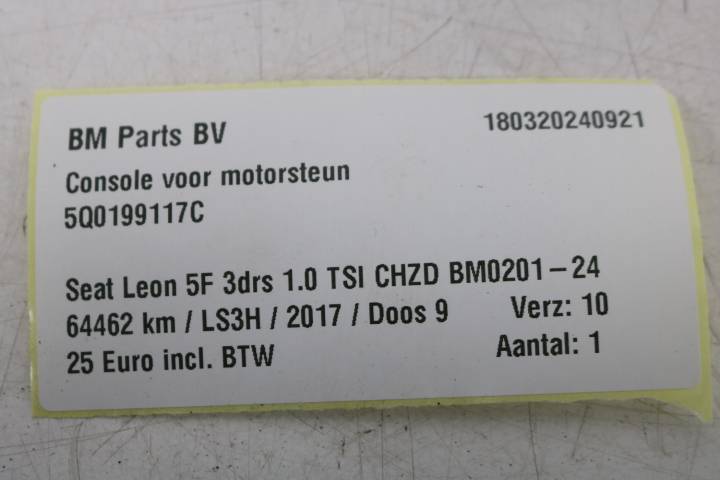 BM Parts BV 180320240921
Console voor motorsteun
5Q0199117C
Seat Leon 5F 3drs 1.0 TSI CHZD BM0201-24
64462 km / LS3H / 2017 / Doos 9 Verz: 10
25 Euro incl. BTW Aantal: 1